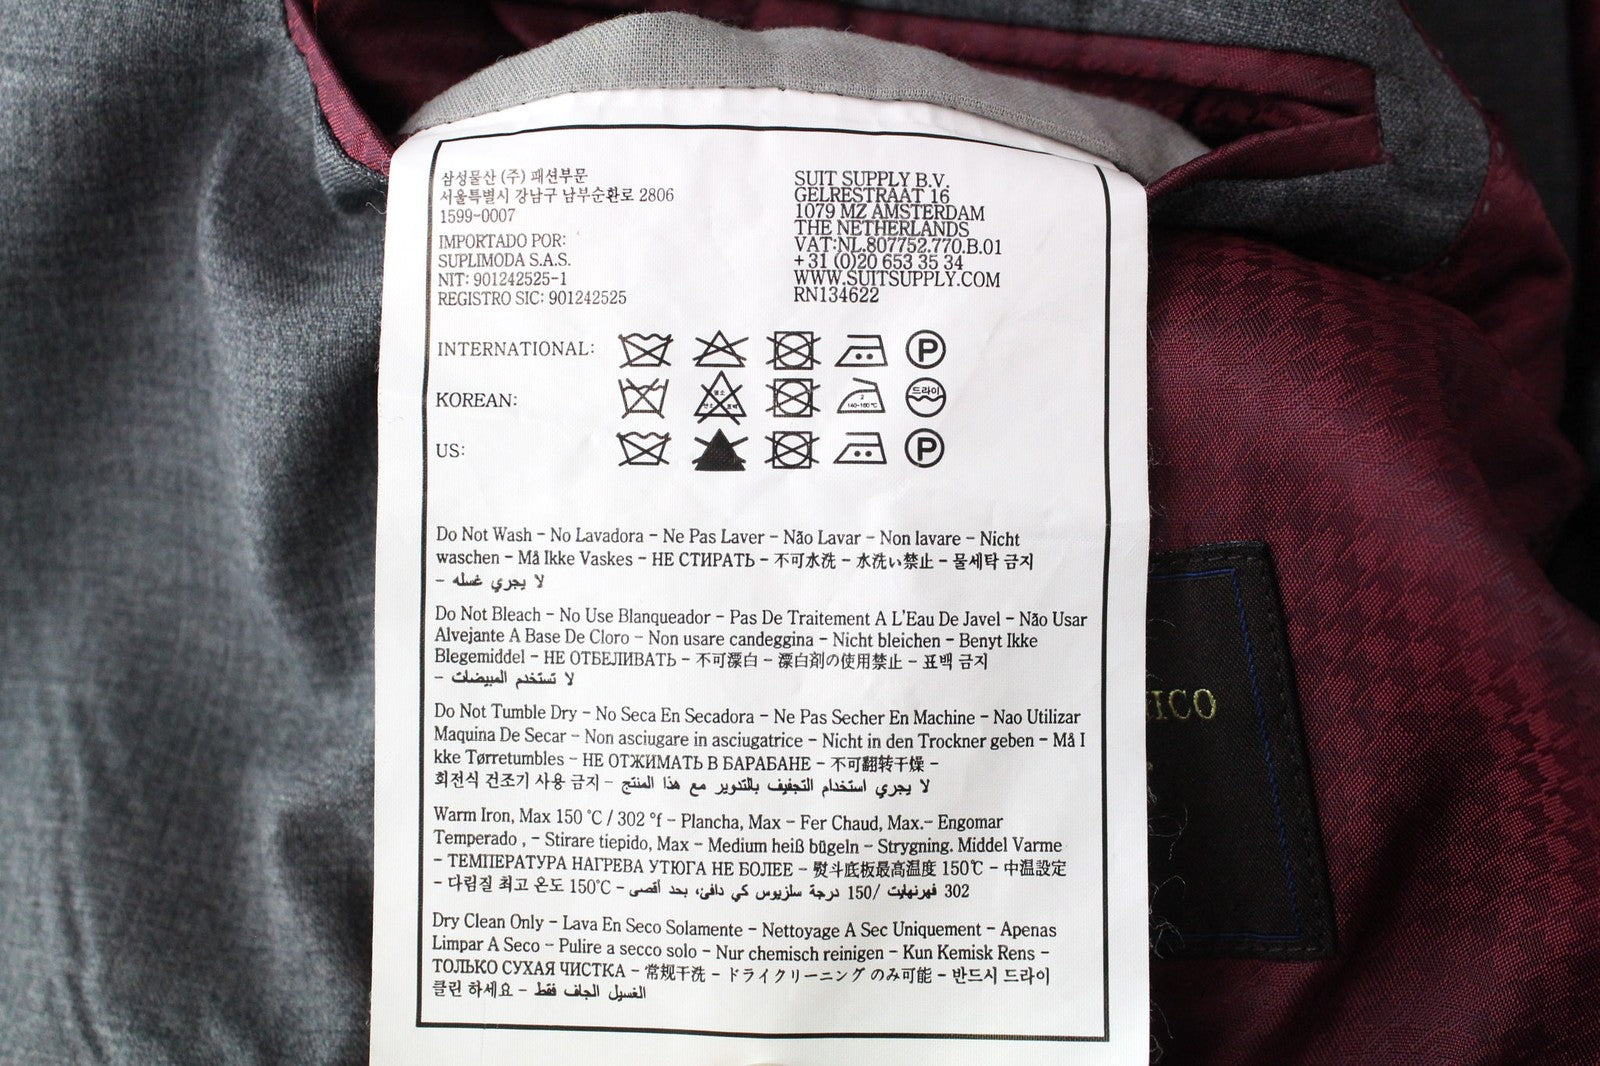 삼성물산 (주) 패션부문
서울특별시 강남구 남부순환로 2806
1599-0007
IMPORTADO POR:
SUPLIMODA S.A.S.
NIT: 901242525-1
REGISTRO SIC: 901242525
SUIT SUPPLY B.V.
GELRESTRAAT 16
1079 MZ AMSTERDAM
THE NETHERLANDS
VAT:NL.807752.770.B.01
+31 (0)20 653 35 34
WWW.SUITSUPPLY.COM
RN134622
INTERNATIONAL:
P
KOREAN:
드라이
US:
P
Do Not Wash - No Lavadora - Ne Pas Laver - Não Lavar - Non lavare - Nicht
waschen - Må Ikke Vaskes - НЕ СТИРАТЬ - 不可水洗 - 水洗い禁止 - 물세탁 금지
- لا يجري غسله
Do Not Bleach - No Use Blanqueador - Pas De Traitement A L'Eau De Javel - Não Usar
Alvejante A Base De Cloro - Non usare candeggina - Nicht bleichen - Benyt Ikke
Blegemiddel - НЕ ОТБЕЛИВАТЬ - 不可漂白 - 漂白剤の使用禁止 - 표백 금지
- لا تستخدم المبيضات
Do Not Tumble Dry - No Seca En Secadora - Ne Pas Secher En Machine - Nao Utilizar
Maquina De Secar - Non asciugare in asciugatrice - Nicht in den Trockner geben - Må I
kke Tørretumbles - НЕ ОТЖИМАТЬ В БАРАБАНЕ - 不可翻转干燥 -
회전식 건조기 사용 금지 - لا يجري استخدام التجفيف بالتدوير مع هذا المنتج
Warm Iron, Max 150 °C / 302 °f - Plancha, Max - Fer Chaud, Max.- Engomar
Temperado , - Stirare tiepido, Max - Medium heiß bügeln - Strygning. Middel Varme
- ТЕМПЕРАТУРА НАГРЕВА УТЮГА НЕ БОЛЕЕ - 熨斗底板最高温度 150℃ - 中温設定
- 다림질 최고 온도 150℃ - 302 فهرنهايت /150 درجة سلزيوس كي دافئ، بحد أقصى
Dry Clean Only - Lava En Seco Solamente - Nettoyage A Sec Uniquement - Apenas
Limpar A Seco - Pulire a secco solo - Nur chemisch reinigen - Kun Kemisk Rens -
ТОЛЬКО СУХАЯ ЧИСТКА - 常规干洗 - ドライクリーニング のみ可能 - 반드시 드라이
클린 하세요 - الغسيل الجاف فقط